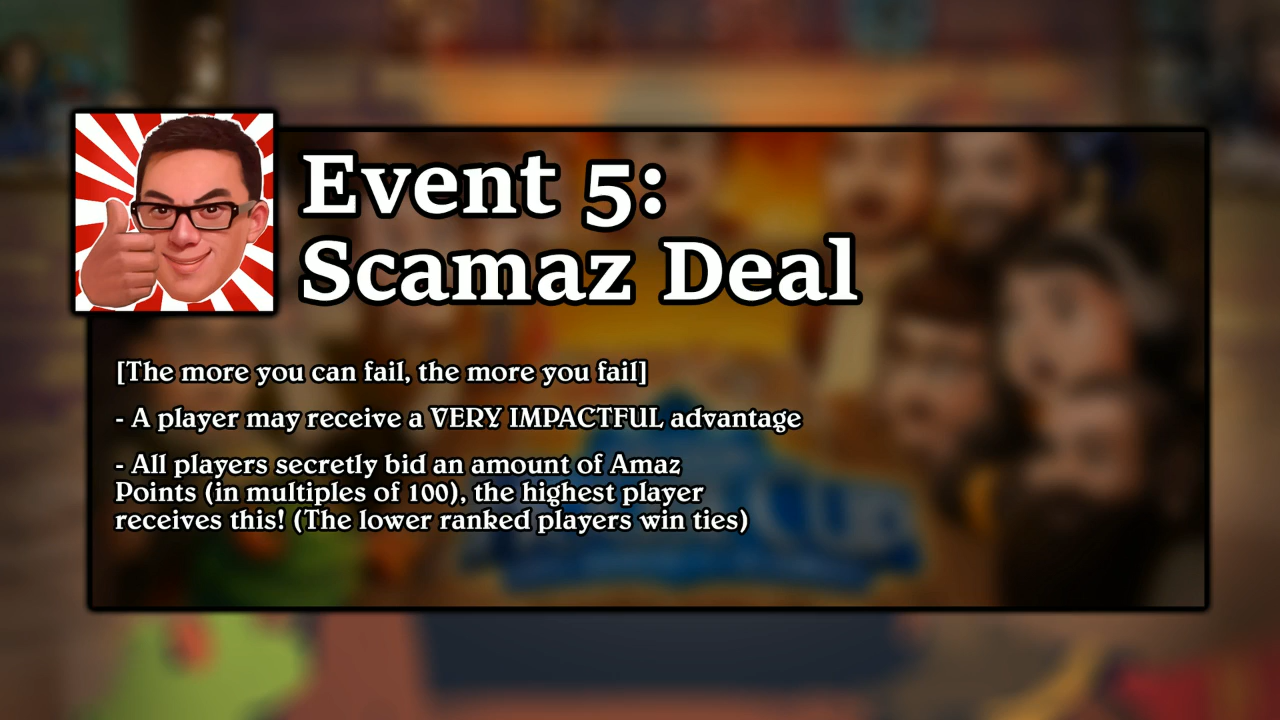 Event 5:
Scamaz Deal
[The more you can fail, the more you fail]
- A player may receive a VERY IMPACTFUL advantage
- All players secretly bid an amount of Amaz
Points (in multiples of 100), the highest player
receives this! (The lower ranked players win ties)